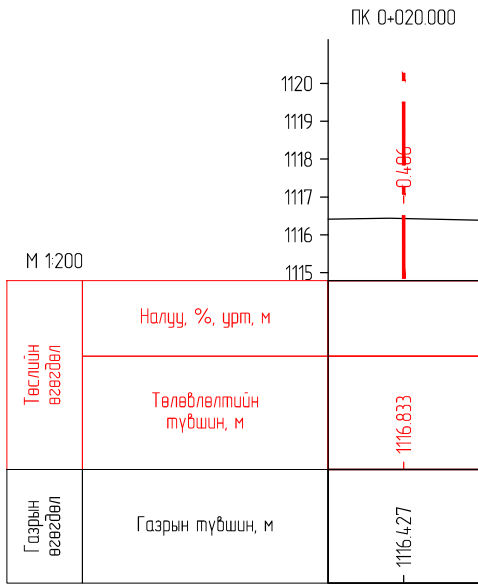 ПК 0+020.000
1120
1119
1118
0.406
1117
1116
1115
М 1:200
Төслийн
өгөгдөл
Налуу, %, урт, м
Төлөвлөлтийн
түвшин, м
1116.833
Газрын
өгөгдөл
Газрын түвшин, м
1116.427